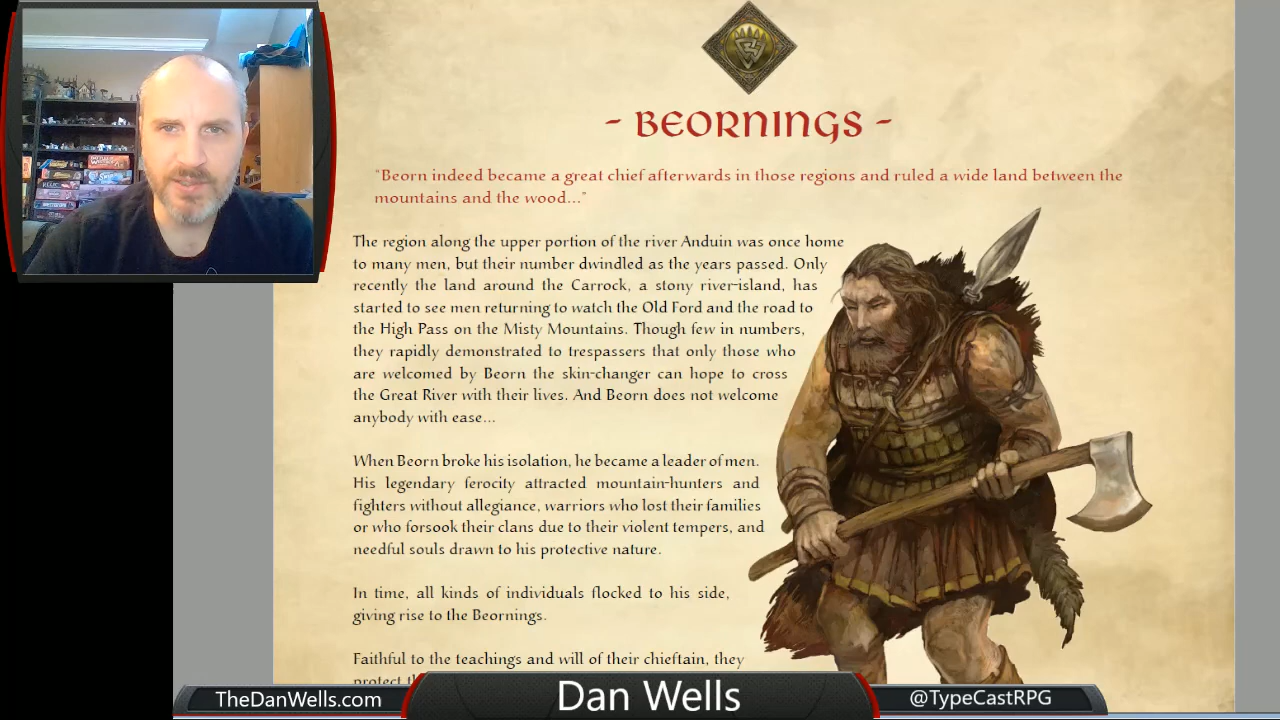 - BEORNINGS -
"Beorn indeed became a great chief afterwards in those regions and ruled a wide land between the
mountains and the wood..."
The region along the upper portion of the river Anduin was once home
to many men, but their number dwindled as the years passed. Only
recently the land around the Carrock, a stony river-island, has
started to see men returning to watch the Old Ford and the road to
the High Pass on the Misty Mountains. Though few in numbers,
they rapidly demonstrated to trespassers that only those who
are welcomed by Beorn the skin-changer can hope to cross
the Great River with their lives. And Beorn does not welcome
anybody with ease...
When Beorn broke his isolation, he became a leader of men.
His legendary ferocity attracted mountain-hunters and
fighters without allegiance, warriors who lost their families
or who forsook their clans due to their violent tempers, and
needful souls drawn to his protective nature.
In time, all kinds of individuals flocked to his side,
giving rise to the Beornings.
Faithful to the teachings and will of their chieftain, they
protect
TheDanWells.com
Dan Wells
@TypeCastRPG